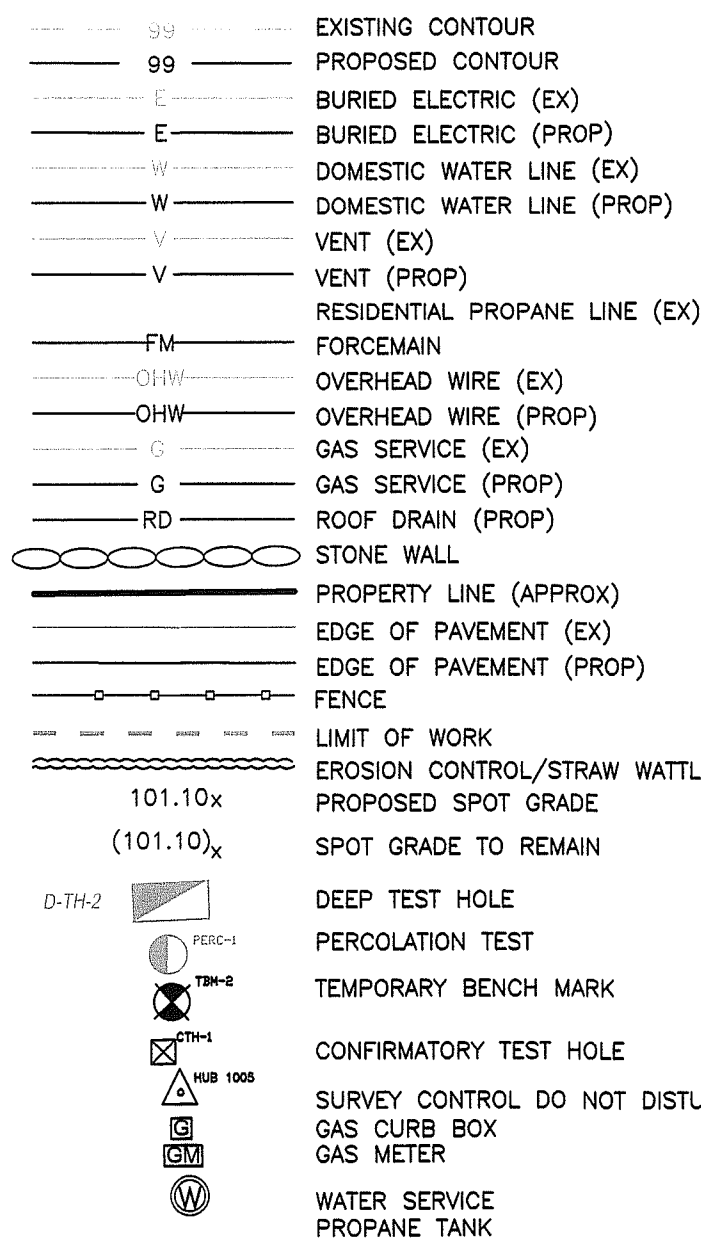 99 EXISTING CONTOUR
99 PROPOSED CONTOUR
E BURIED ELECTRIC (EX)
E BURIED ELECTRIC (PROP)
W DOMESTIC WATER LINE (EX)
W DOMESTIC WATER LINE (PROP)
V VENT (EX)
V VENT (PROP)
RESIDENTIAL PROPANE LINE (EX)
FM FORCEMAIN
OHW OVERHEAD WIRE (EX)
OHW OVERHEAD WIRE (PROP)
G GAS SERVICE (EX)
G GAS SERVICE (PROP)
RD ROOF DRAIN (PROP)
STONE WALL
PROPERTY LINE (APPROX)
EDGE OF PAVEMENT (EX)
EDGE OF PAVEMENT (PROP)
FENCE
LIMIT OF WORK
EROSION CONTROL/STRAW WATTL
101.10x PROPOSED SPOT GRADE
(101.10)x SPOT GRADE TO REMAIN
D-TH-2 DEEP TEST HOLE
PERC-1 PERCOLATION TEST
TBM-2 TEMPORARY BENCH MARK
CTH-1 CONFIRMATORY TEST HOLE
HUB 1005 SURVEY CONTROL DO NOT DISTU
G GAS CURB BOX
GM GAS METER
W WATER SERVICE
PROPANE TANK